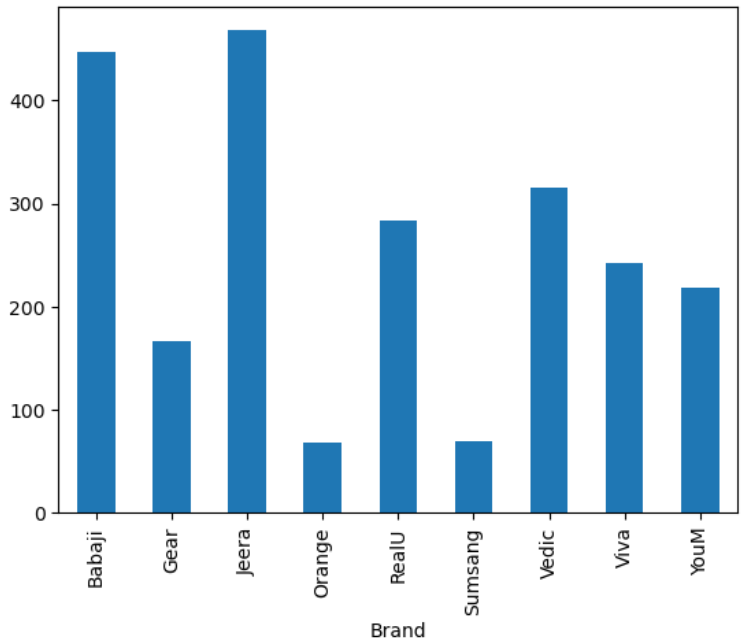 400
300
200
100
0
Babaji
Gear
Jeera
Orange
RealU
Sumsang
Vedic
Viva
YouM
Brand